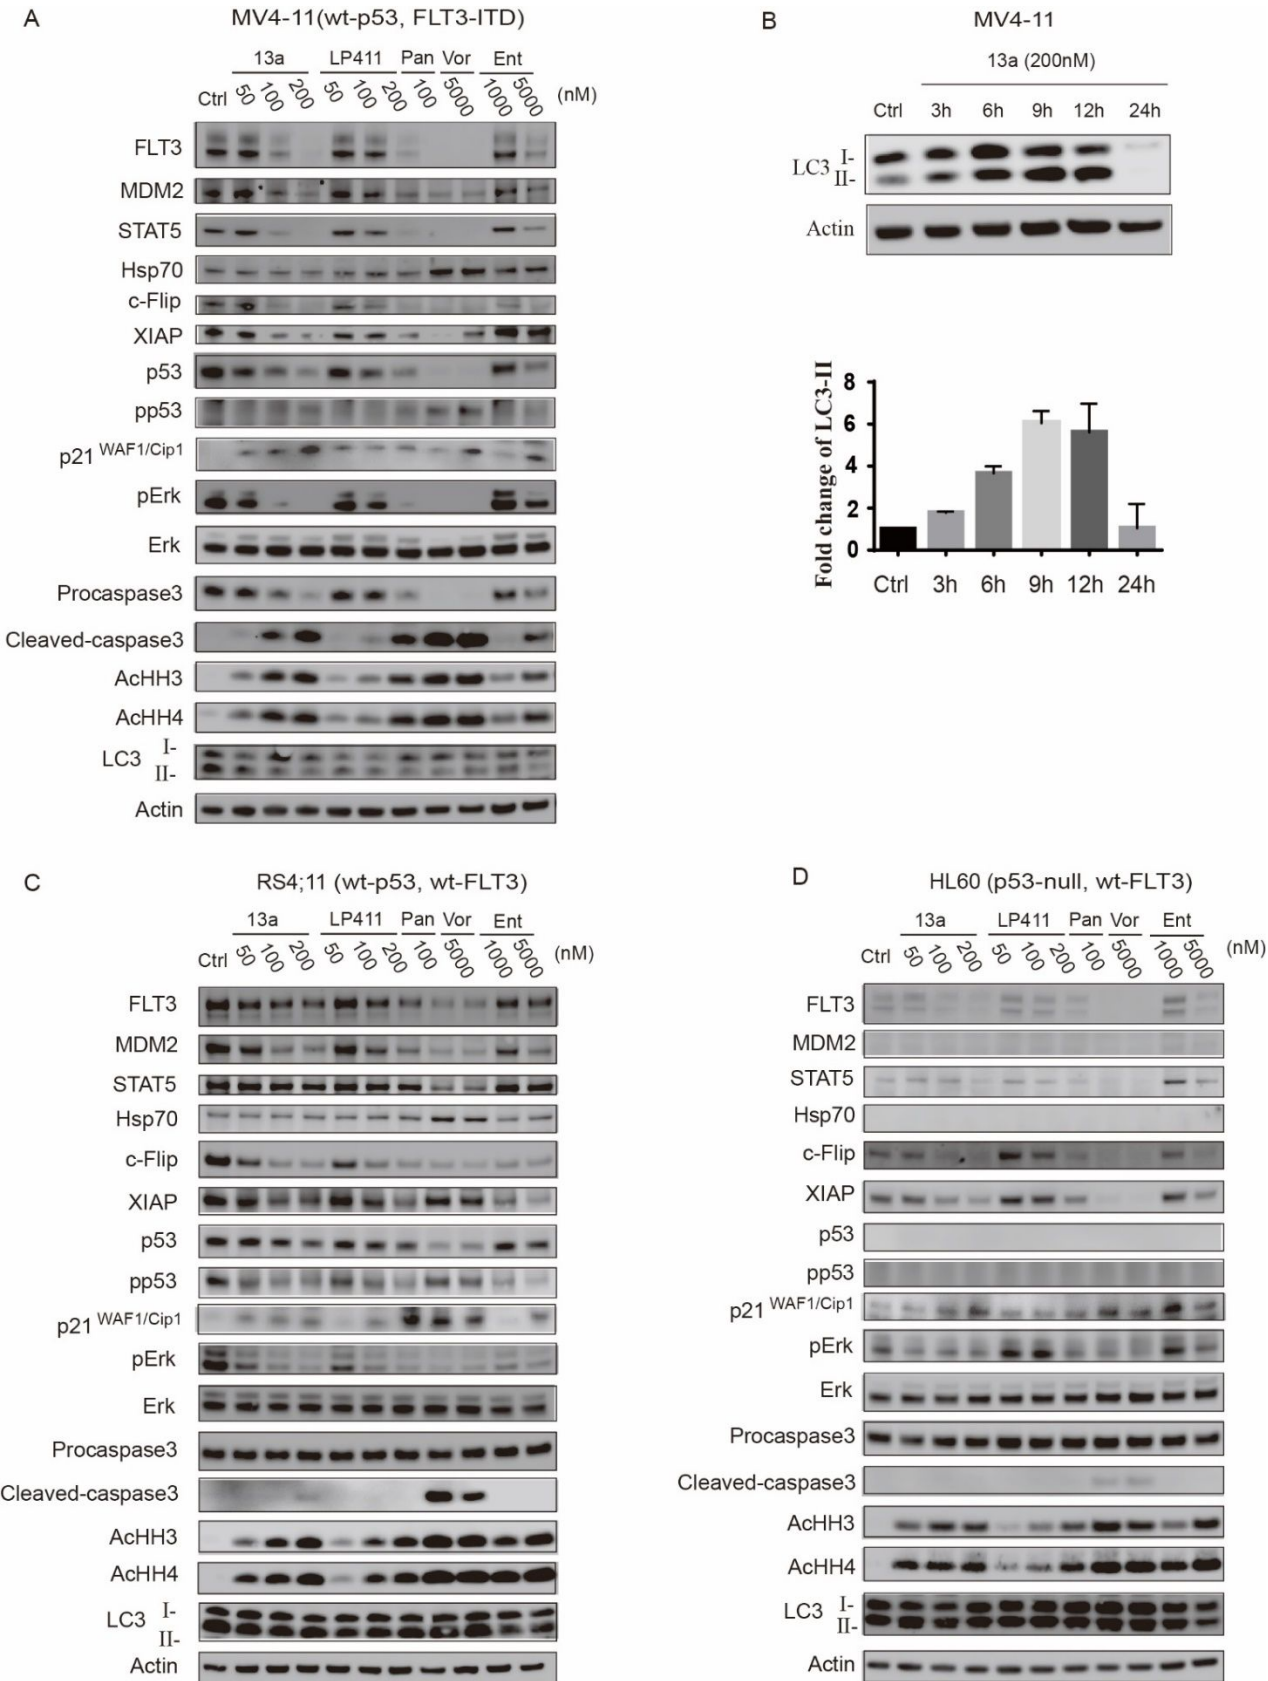 A
MV4-11(wt-p53, FLT3-ITD)
13a LP411 Pan Vor Ent
Ctrl 50 100 200 50 100 200 100 5000 1000 5000 (nM)
FLT3
MDM2
STAT5
Hsp70
c-Flip
XIAP
p53
pp53
p21 WAF1/Cip1
pErk
Erk
Procaspase3
Cleaved-caspase3
AcHH3
AcHH4
LC3 I-
II-
Actin
B
MV4-11
13a (200nM)
Ctrl 3h 6h 9h 12h 24h
LC3 I-
II-
Actin
Fold change of LC3-II
8
6
4
2
0
Ctrl 3h 6h 9h 12h 24h
C
RS4;11 (wt-p53, wt-FLT3)
13a LP411 Pan Vor Ent
Ctrl 50 100 200 50 100 200 100 5000 1000 5000 (nM)
FLT3
MDM2
STAT5
Hsp70
c-Flip
XIAP
p53
pp53
p21 WAF1/Cip1
pErk
Erk
Procaspase3
Cleaved-caspase3
AcHH3
AcHH4
LC3 I-
II-
Actin
D
HL60 (p53-null, wt-FLT3)
13a LP411 Pan Vor Ent
Ctrl 50 100 200 50 100 200 100 5000 1000 5000 (nM)
FLT3
MDM2
STAT5
Hsp70
c-Flip
XIAP
p53
pp53
p21 WAF1/Cip1
pErk
Erk
Procaspase3
Cleaved-caspase3
AcHH3
AcHH4
LC3 I-
II-
Actin